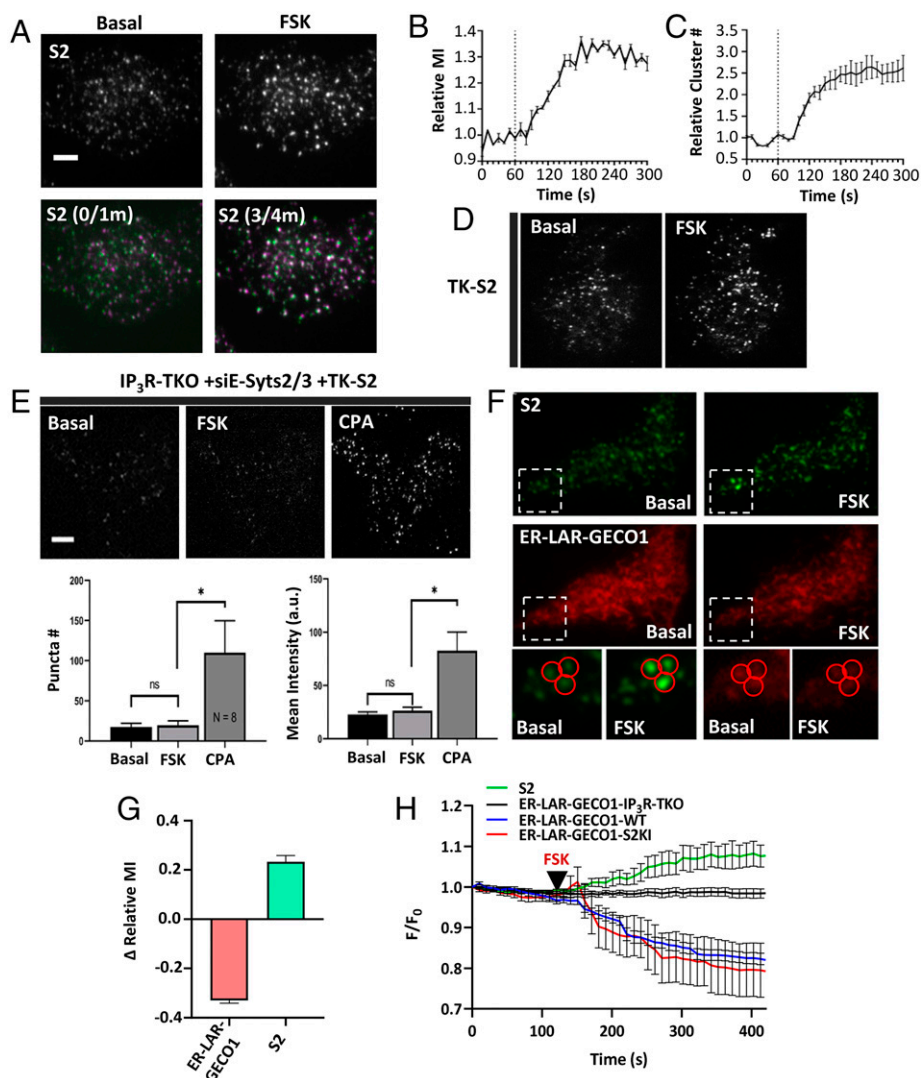 A
Basal
FSK
S2
S2 (0/1m)
S2 (3/4m)
B
Relative MI
1.4
1.3
1.2
1.1
1.0
0.9
0 60 120 180 240 300
Time (s)
C
Relative Cluster #
3.5
3.0
2.5
2.0
1.5
1.0
0.5
0 60 120 180 240 300
Time (s)
D
TK-S2
Basal
FSK
IP3R-TKO +siE-Syts2/3 +TK-S2
E
Basal
FSK
CPA
Puncta #
200
150
100
50
0
ns
*
N = 8
Basal FSK CPA
Mean Intensity (a.u.)
150
100
50
0
ns
*
Basal FSK CPA
F
S2
Basal
FSK
ER-LAR-GECO1
Basal
FSK
Basal
FSK
Basal
FSK
G
Δ Relative MI
0.4
0.2
0.0
-0.2
-0.4
ER-LAR-
GECO1
S2
H
S2
ER-LAR-GECO1-IP3R-TKO
ER-LAR-GECO1-WT
ER-LAR-GECO1-S2KI
FSK
F/F0
1.2
1.1
1.0
0.9
0.8
0.7
0 100 200 300 400
Time (s)